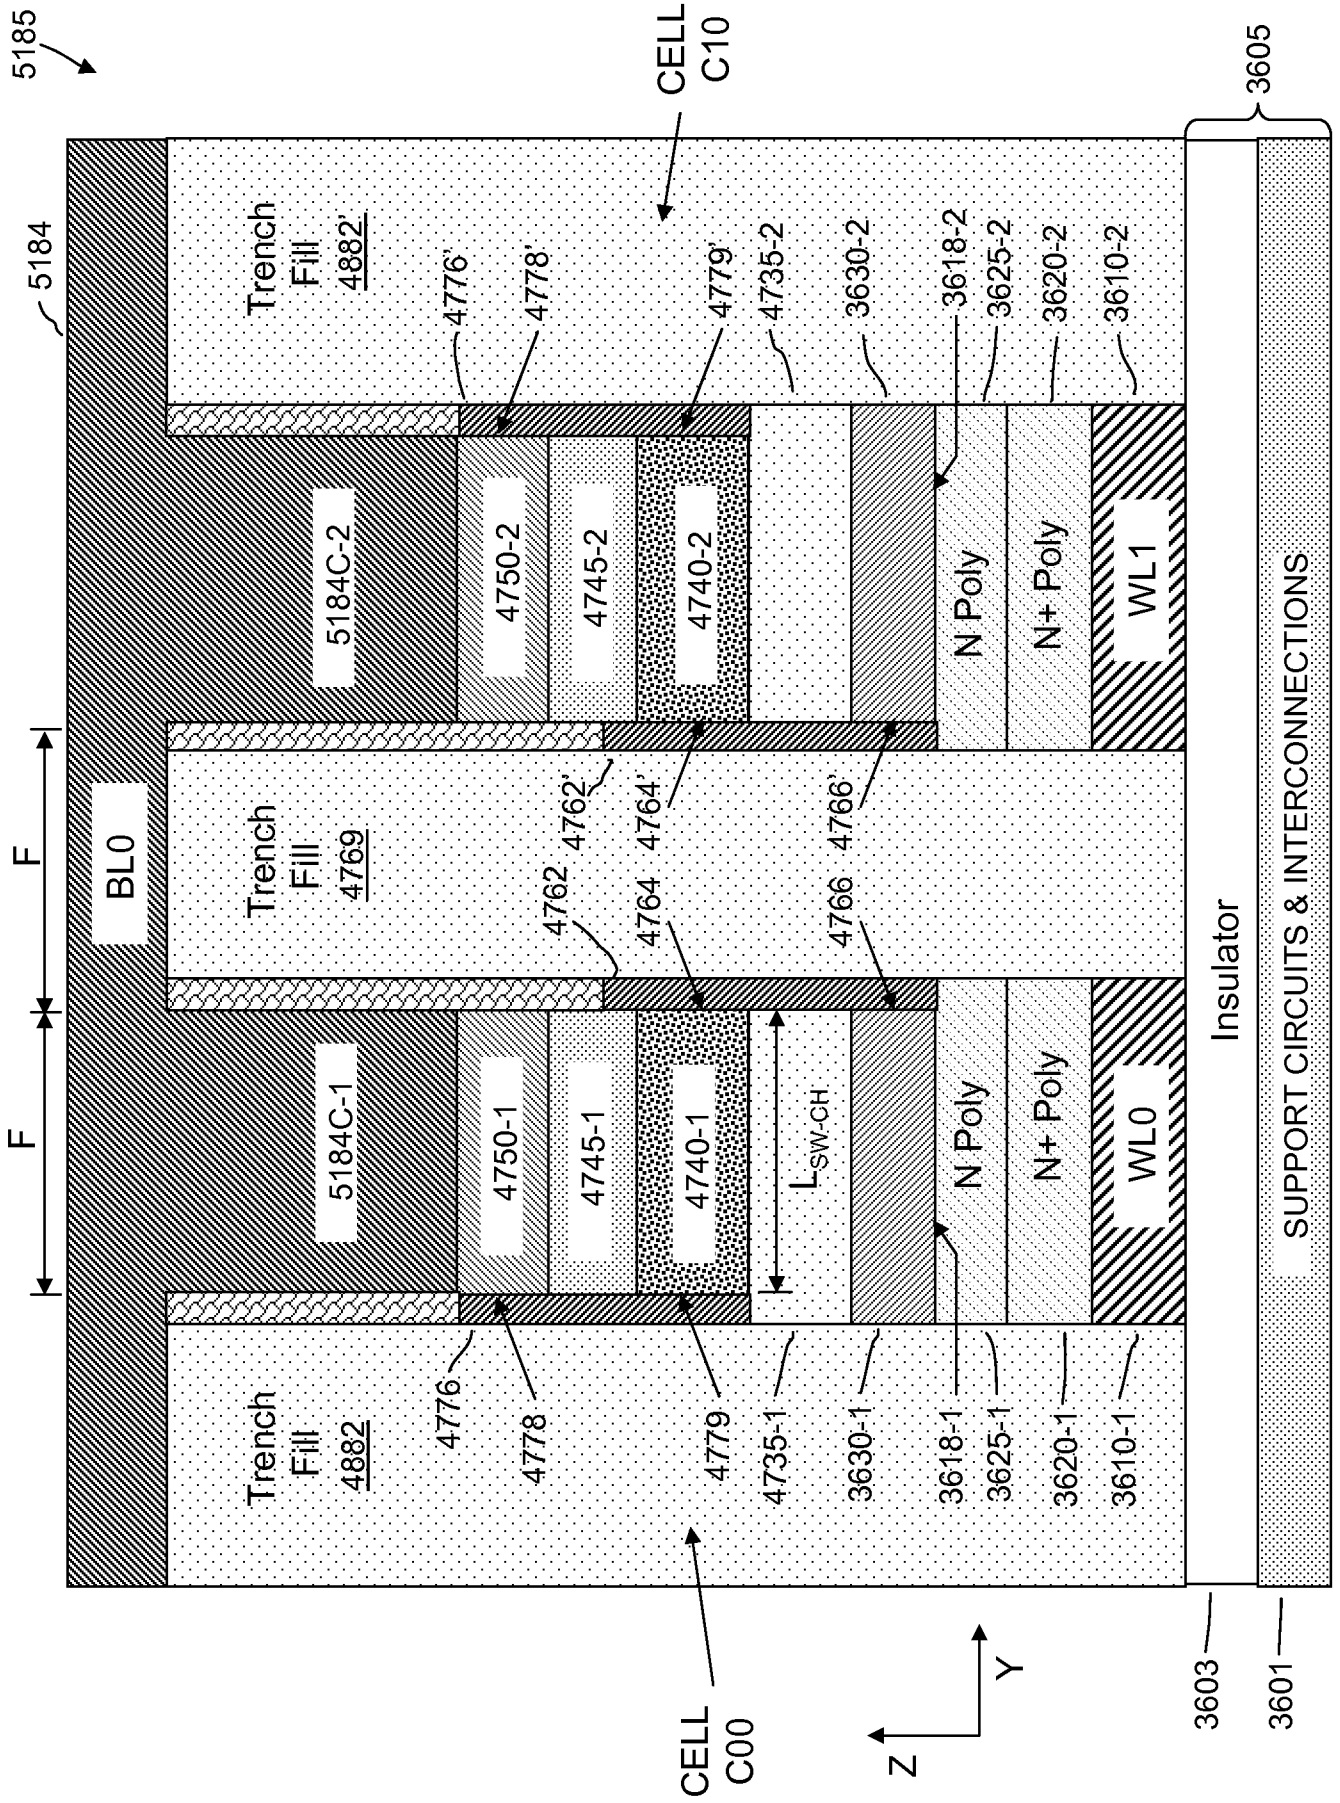 5185
5184
F
F
BL0
Trench
Fill
4882
Trench
Fill
4769
Trench
Fill
4882'
5184C-1
5184C-2
4776
4762
4762'
4776'
4750-1
4750-2
4778
4778'
4745-1
4745-2
4764
4764'
4740-1
4740-2
4779
4779'
CELL
C00
CELL
C10
LSW-CH
4735-1
4735-2
4766
4766'
3630-1
3630-2
3618-1
3618-2
N Poly
N Poly
3625-1
3625-2
N+ Poly
N+ Poly
3620-1
3620-2
WL0
WL1
3610-1
3610-2
Z
Y
3603
Insulator
3605
3601
SUPPORT CIRCUITS & INTERCONNECTIONS